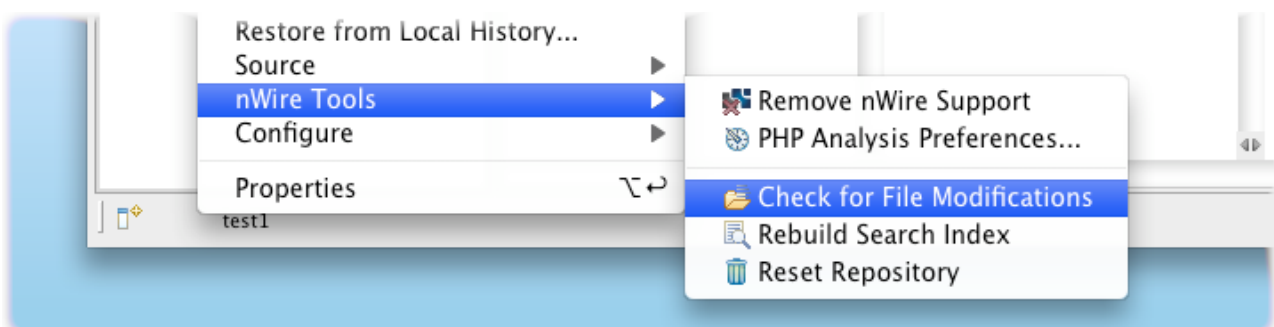 Restore from Local History...
Source
nWire Tools
Configure
Properties ⌥↩
test1
Remove nWire Support
PHP Analysis Preferences...
Check for File Modifications
Rebuild Search Index
Reset Repository